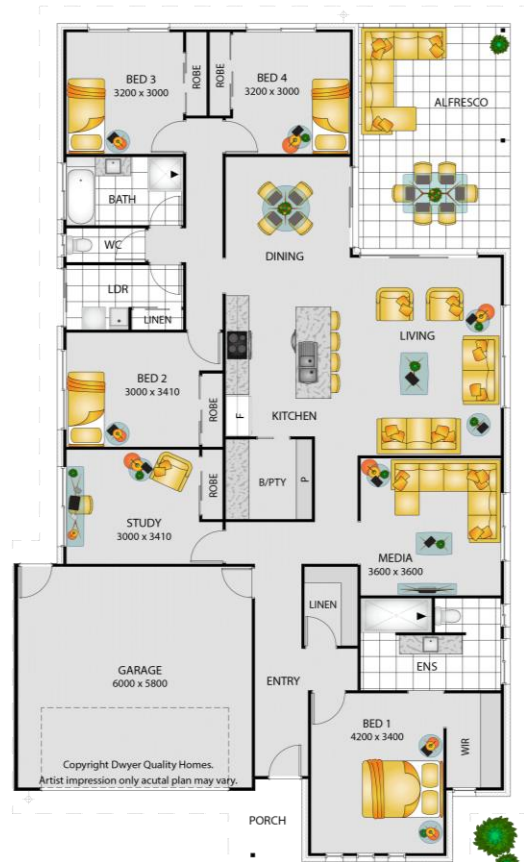 BED 3
3200 x 3000
ROBE
ROBE
BED 4
3200 x 3000
ALFRESCO
BATH
WC
DINING
LDR
LINEN
LIVING
BED 2
3000 x 3410
ROBE
F
KITCHEN
B/PTY
P
ROBE
STUDY
3000 x 3410
MEDIA
3600 x 3600
LINEN
ENS
GARAGE
6000 x 5800
ENTRY
BED 1
4200 x 3400
WIR
Copyright Dwyer Quality Homes.
Artist impression only acutal plan may vary.
PORCH